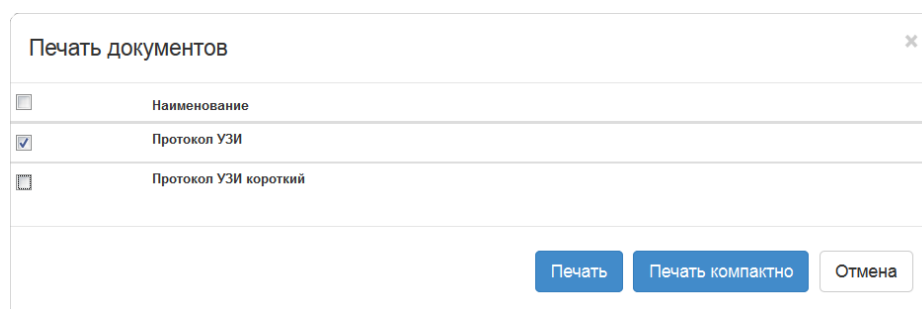 Печать документов
Наименование
Протокол УЗИ
Протокол УЗИ короткий
Печать Печать компактно Отмена